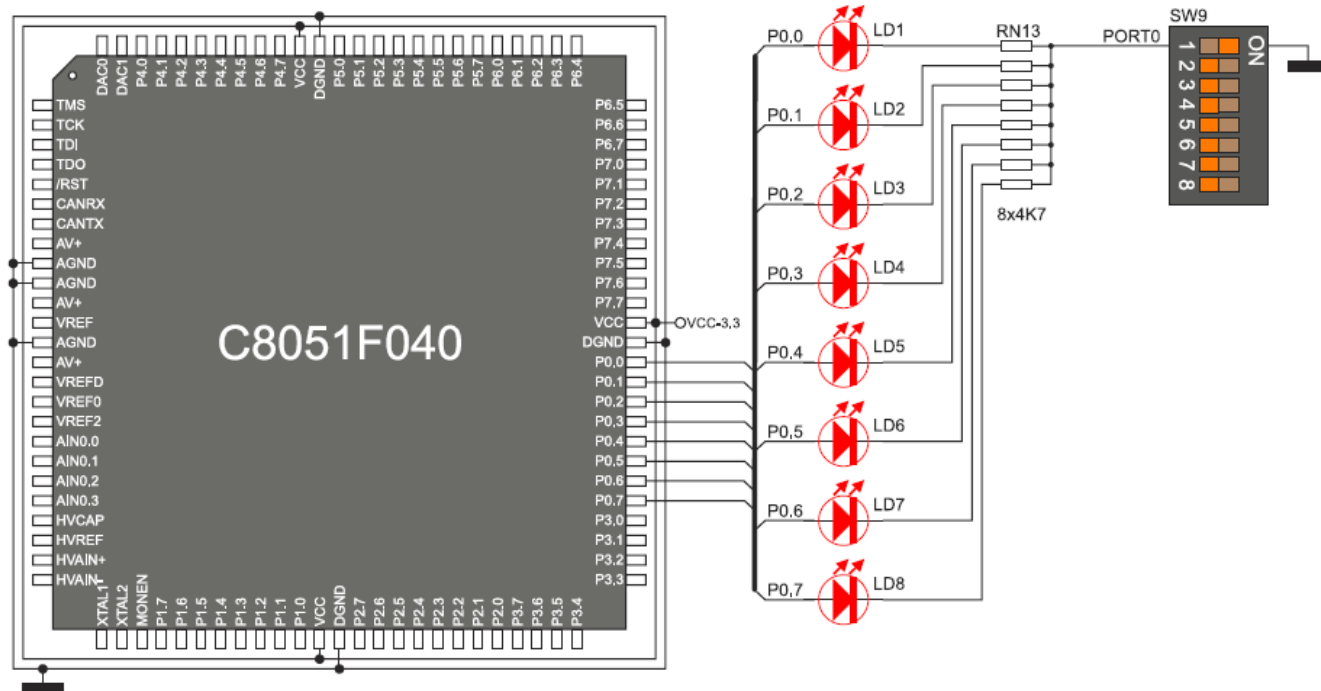 DAC0
DAC1
P4.0
P4.1
P4.2
P4.3
P4.4
P4.5
P4.6
P4.7
VCC
DGND
P5.0
P5.1
P5.2
P5.3
P5.4
P5.5
P5.6
P5.7
P6.0
P6.1
P6.2
P6.3
P6.4
TMS
TCK
TDI
TDO
/RST
CANRX
CANTX
AV+
AGND
AGND
AV+
VREF
AGND
AV+
VREFD
VREF0
VREF2
AIN0.0
AIN0.1
AIN0.2
AIN0.3
HVCAP
HVREF
HVAIN+
HVAIN-
C8051F040
P6.5
P6.6
P6.7
P7.0
P7.1
P7.2
P7.3
P7.4
P7.5
P7.6
P7.7
VCC
DGND
P0.0
P0.1
P0.2
P0.3
P0.4
P0.5
P0.6
P0.7
P3.0
P3.1
P3.2
P3.3
XTAL1
XTAL2
MONEN
P1.7
P1.6
P1.5
P1.4
P1.3
P1.2
P1.1
P1.0
VCC
DGND
P2.7
P2.6
P2.5
P2.4
P2.3
P2.2
P2.1
P2.0
P3.7
P3.6
P3.5
P3.4
VCC-3.3
P0.0 LD1
P0.1 LD2
P0.2 LD3
P0.3 LD4
P0.4 LD5
P0.5 LD6
P0.6 LD7
P0.7 LD8
RN13
8x4K7
PORT0
SW9
ON
1
2
3
4
5
6
7
8